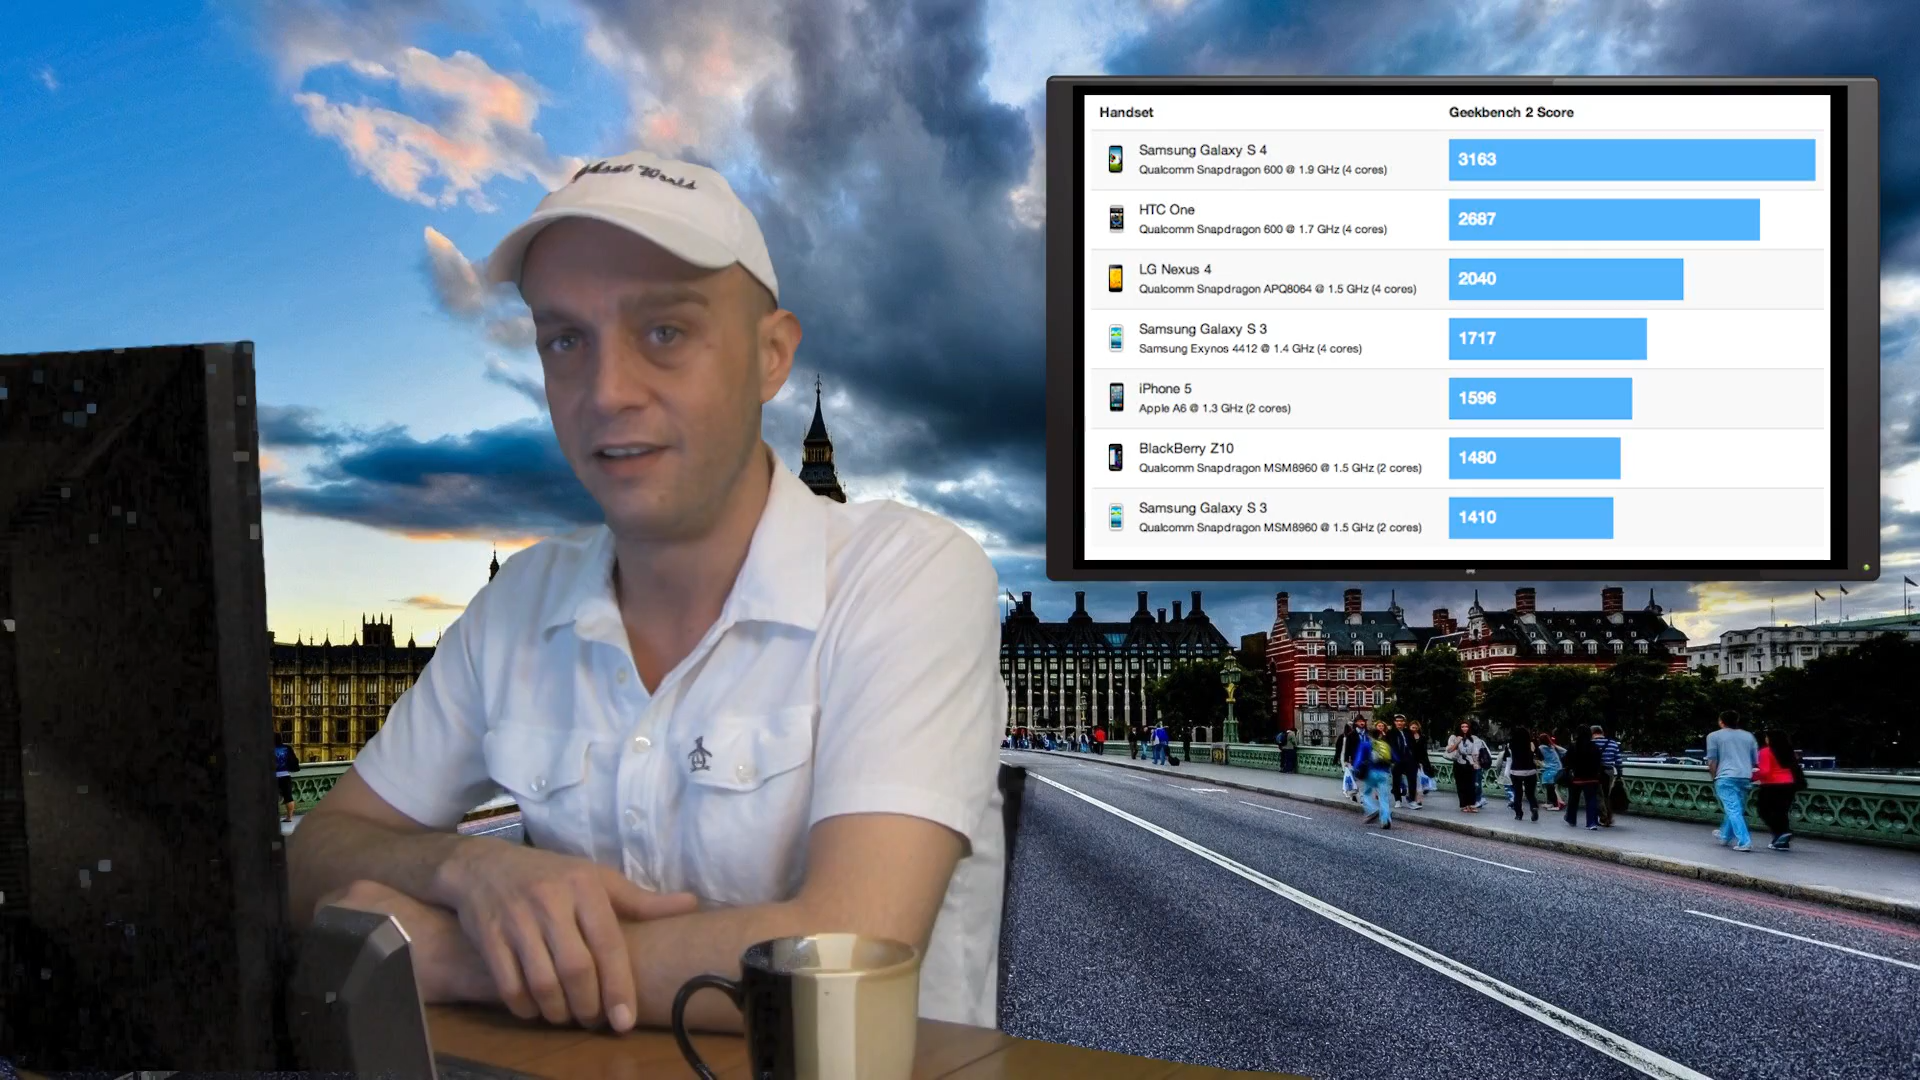 World
Handset Geekbench 2 Score
Samsung Galaxy S 4
Qualcomm Snapdragon 600 @ 1.9 GHz (4 cores)
3163
HTC One
Qualcomm Snapdragon 600 @ 1.7 GHz (4 cores)
2687
LG Nexus 4
Qualcomm Snapdragon APQ8064 @ 1.5 GHz (4 cores)
2040
Samsung Galaxy S 3
Samsung Exynos 4412 @ 1.4 GHz (4 cores)
1717
iPhone 5
Apple A6 @ 1.3 GHz (2 cores)
1596
BlackBerry Z10
Qualcomm Snapdragon MSM8960 @ 1.5 GHz (2 cores)
1480
Samsung Galaxy S 3
Qualcomm Snapdragon MSM8960 @ 1.5 GHz (2 cores)
1410